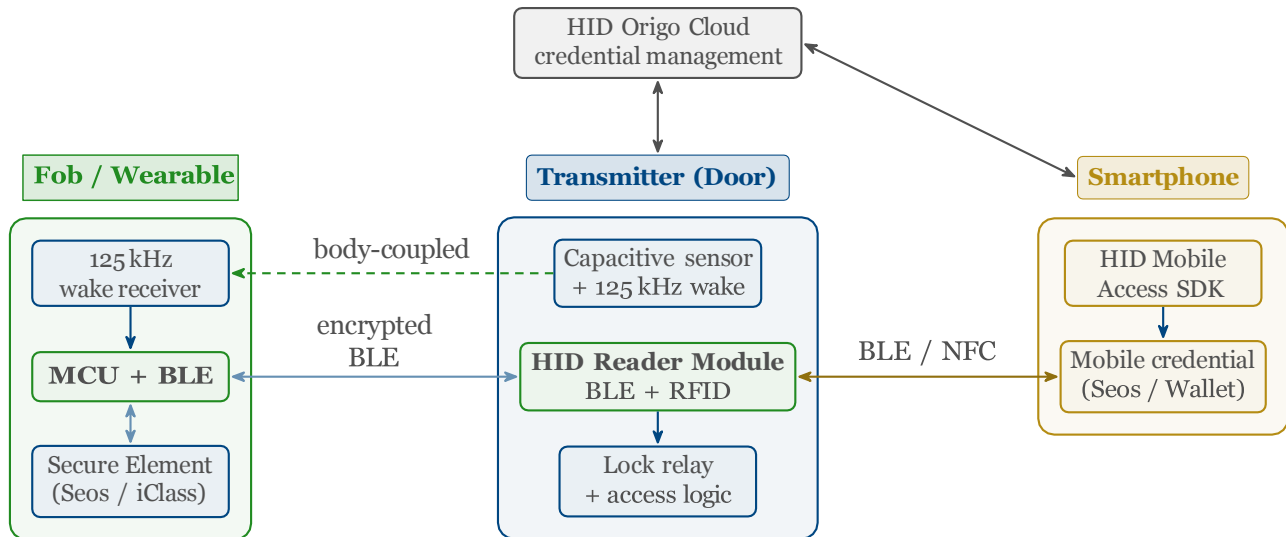 HID Origo Cloud
credential management
Fob / Wearable
Transmitter (Door)
Smartphone
125 kHz
wake receiver
body-coupled
Capacitive sensor
+ 125 kHz wake
HID Mobile
Access SDK
encrypted
BLE
MCU + BLE
HID Reader Module
BLE + RFID
BLE / NFC
Mobile credential
(Seos / Wallet)
Secure Element
(Seos / iClass)
Lock relay
+ access logic